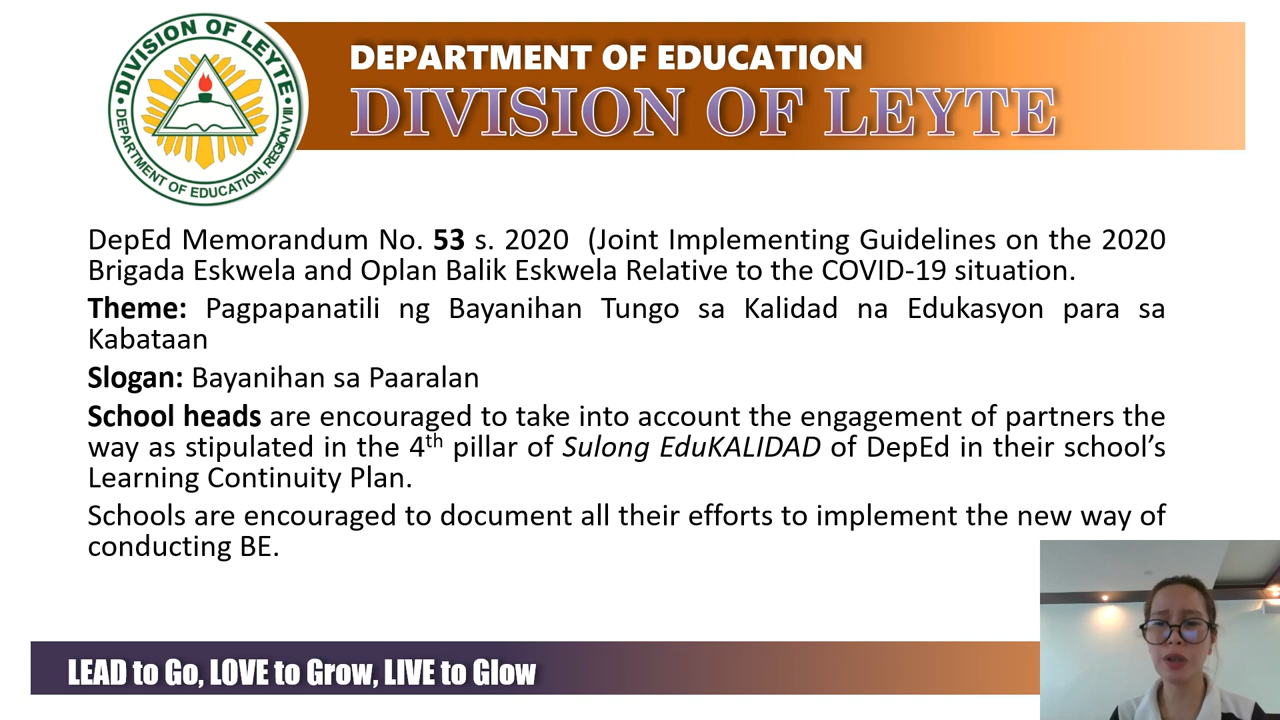 DIVISION OF LEYTE
DEPARTMENT OF EDUCATION, REGION VIII
DEPARTMENT OF EDUCATION
DIVISION OF LEYTE
DepEd Memorandum No. 53 s. 2020 (Joint Implementing Guidelines on the 2020
Brigada Eskwela and Oplan Balik Eskwela Relative to the COVID-19 situation.
Theme: Pagpapanatili ng Bayanihan Tungo sa Kalidad na Edukasyon para sa
Kabataan
Slogan: Bayanihan sa Paaralan
School heads are encouraged to take into account the engagement of partners the
way as stipulated in the 4th pillar of Sulong EduKALIDAD of DepEd in their school’s
Learning Continuity Plan.
Schools are encouraged to document all their efforts to implement the new way of
conducting BE.
LEAD to Go, LOVE to Grow, LIVE to Glow